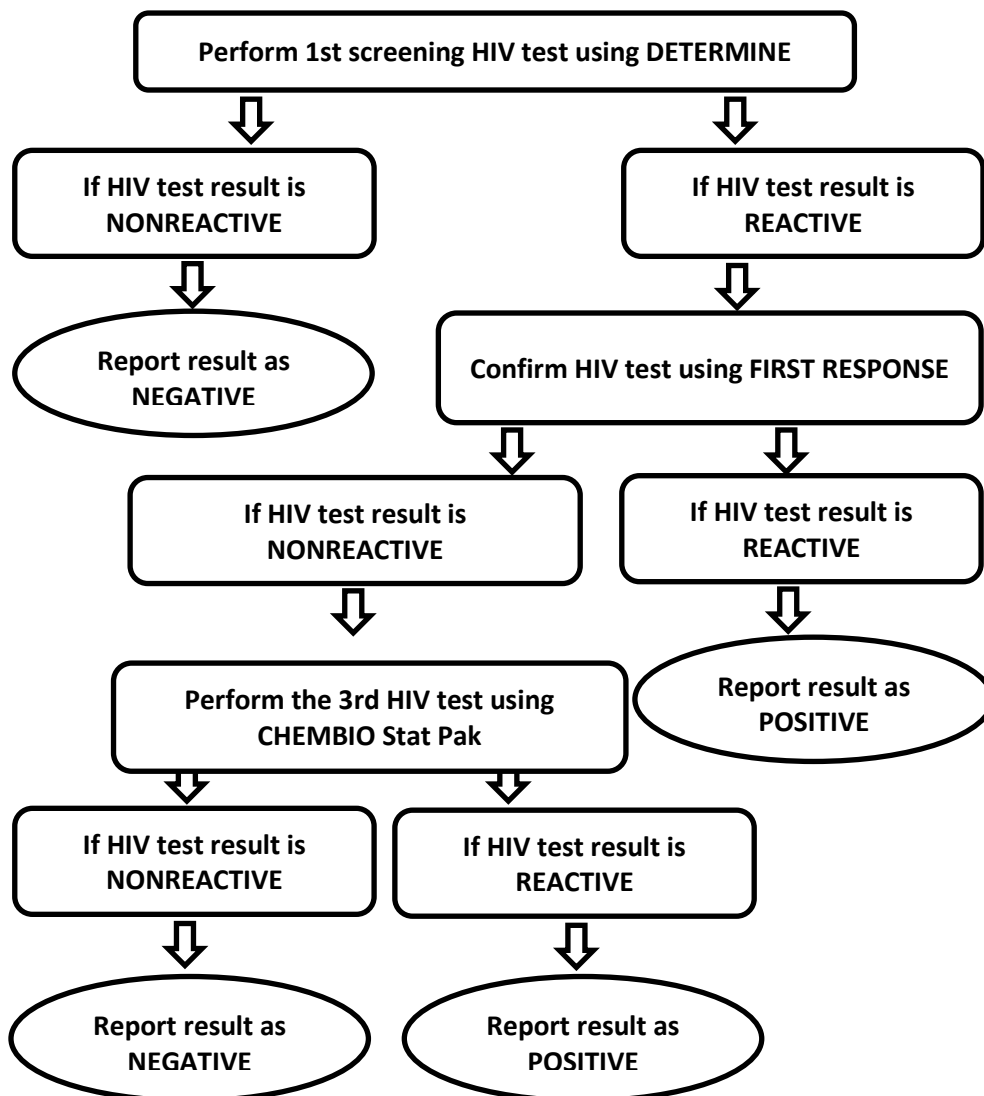 Perform 1st screening HIV test using DETERMINE
If HIV test result is
NONREACTIVE
If HIV test result is
REACTIVE
Report result as
NEGATIVE
Confirm HIV test using FIRST RESPONSE
If HIV test result is
NONREACTIVE
If HIV test result is
REACTIVE
Perform the 3rd HIV test using
CHEMBIO Stat Pak
Report result as
POSITIVE
If HIV test result is
NONREACTIVE
If HIV test result is
REACTIVE
Report result as
NEGATIVE
Report result as
POSITIVE